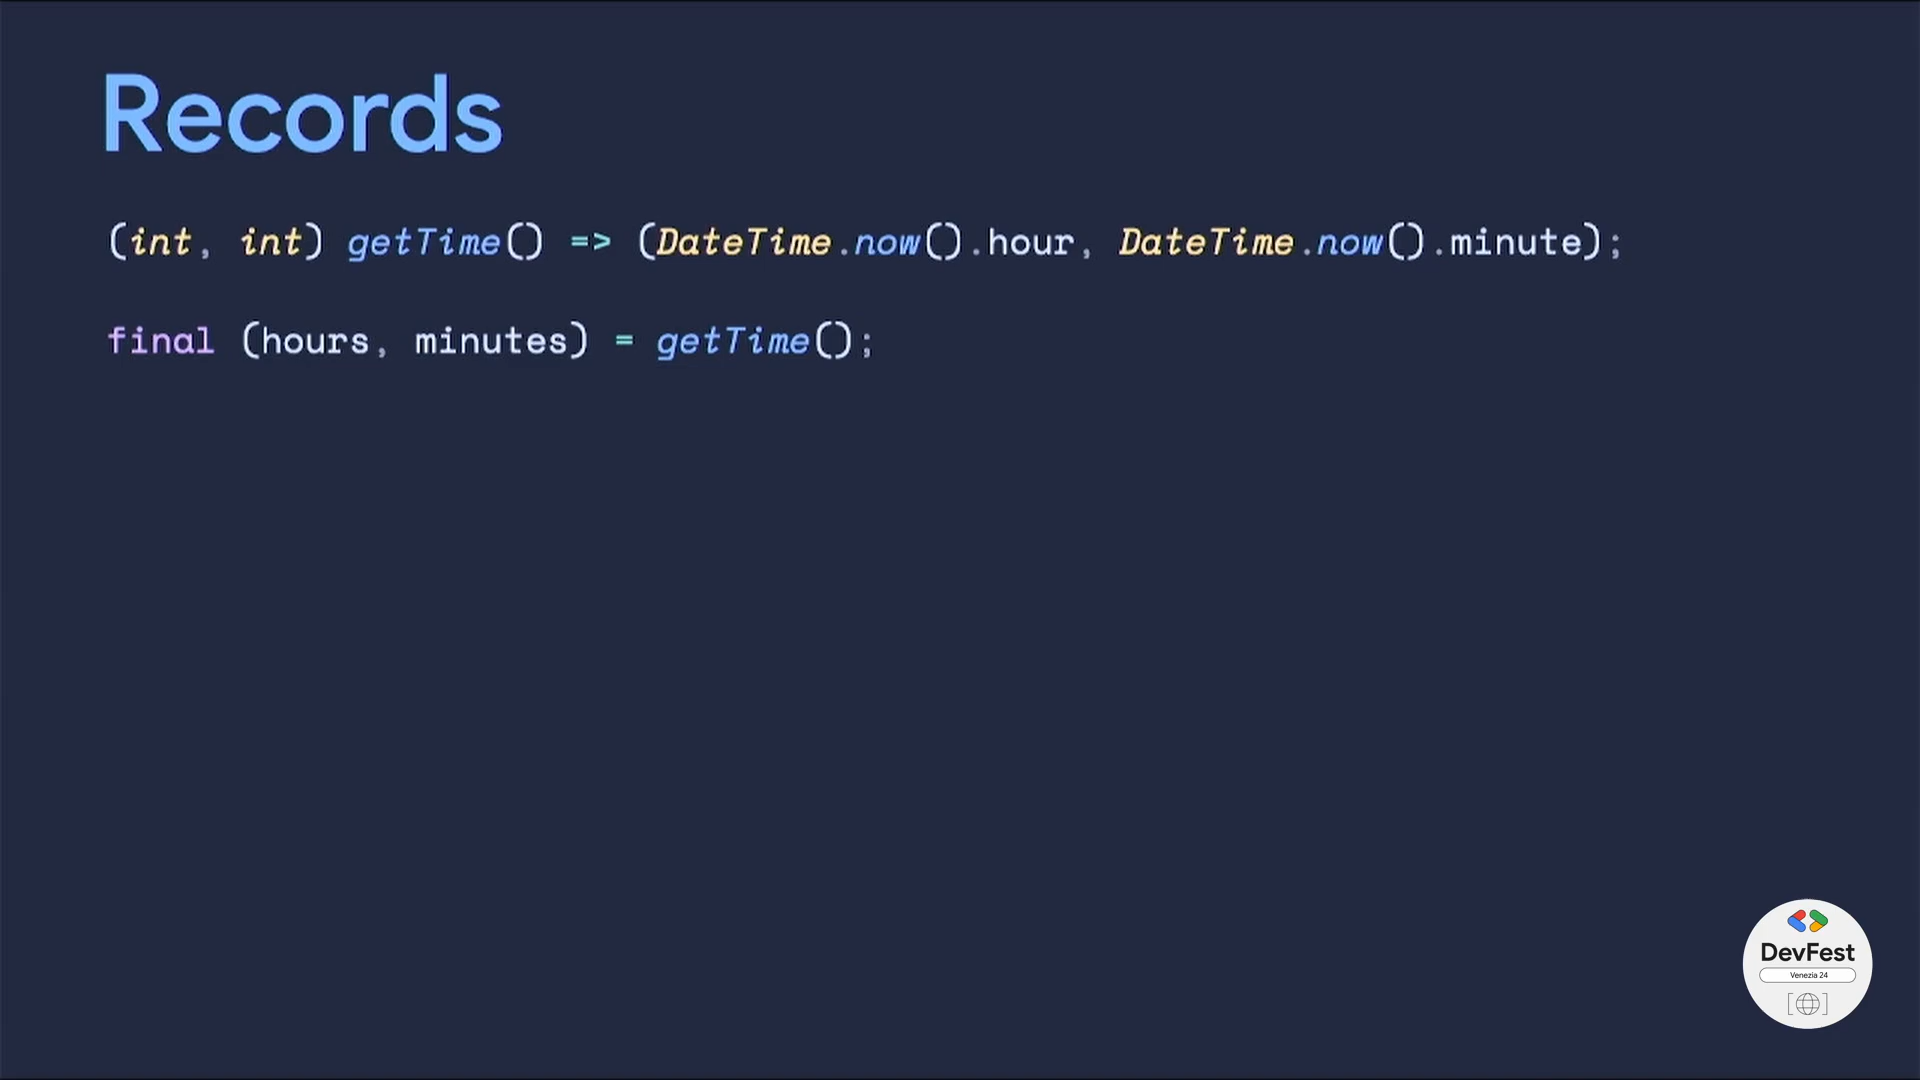 Records
(int, int) getTime() => (DateTime.now().hour, DateTime.now().minute);
final (hours, minutes) = getTime();
DevFest
Venezia 24